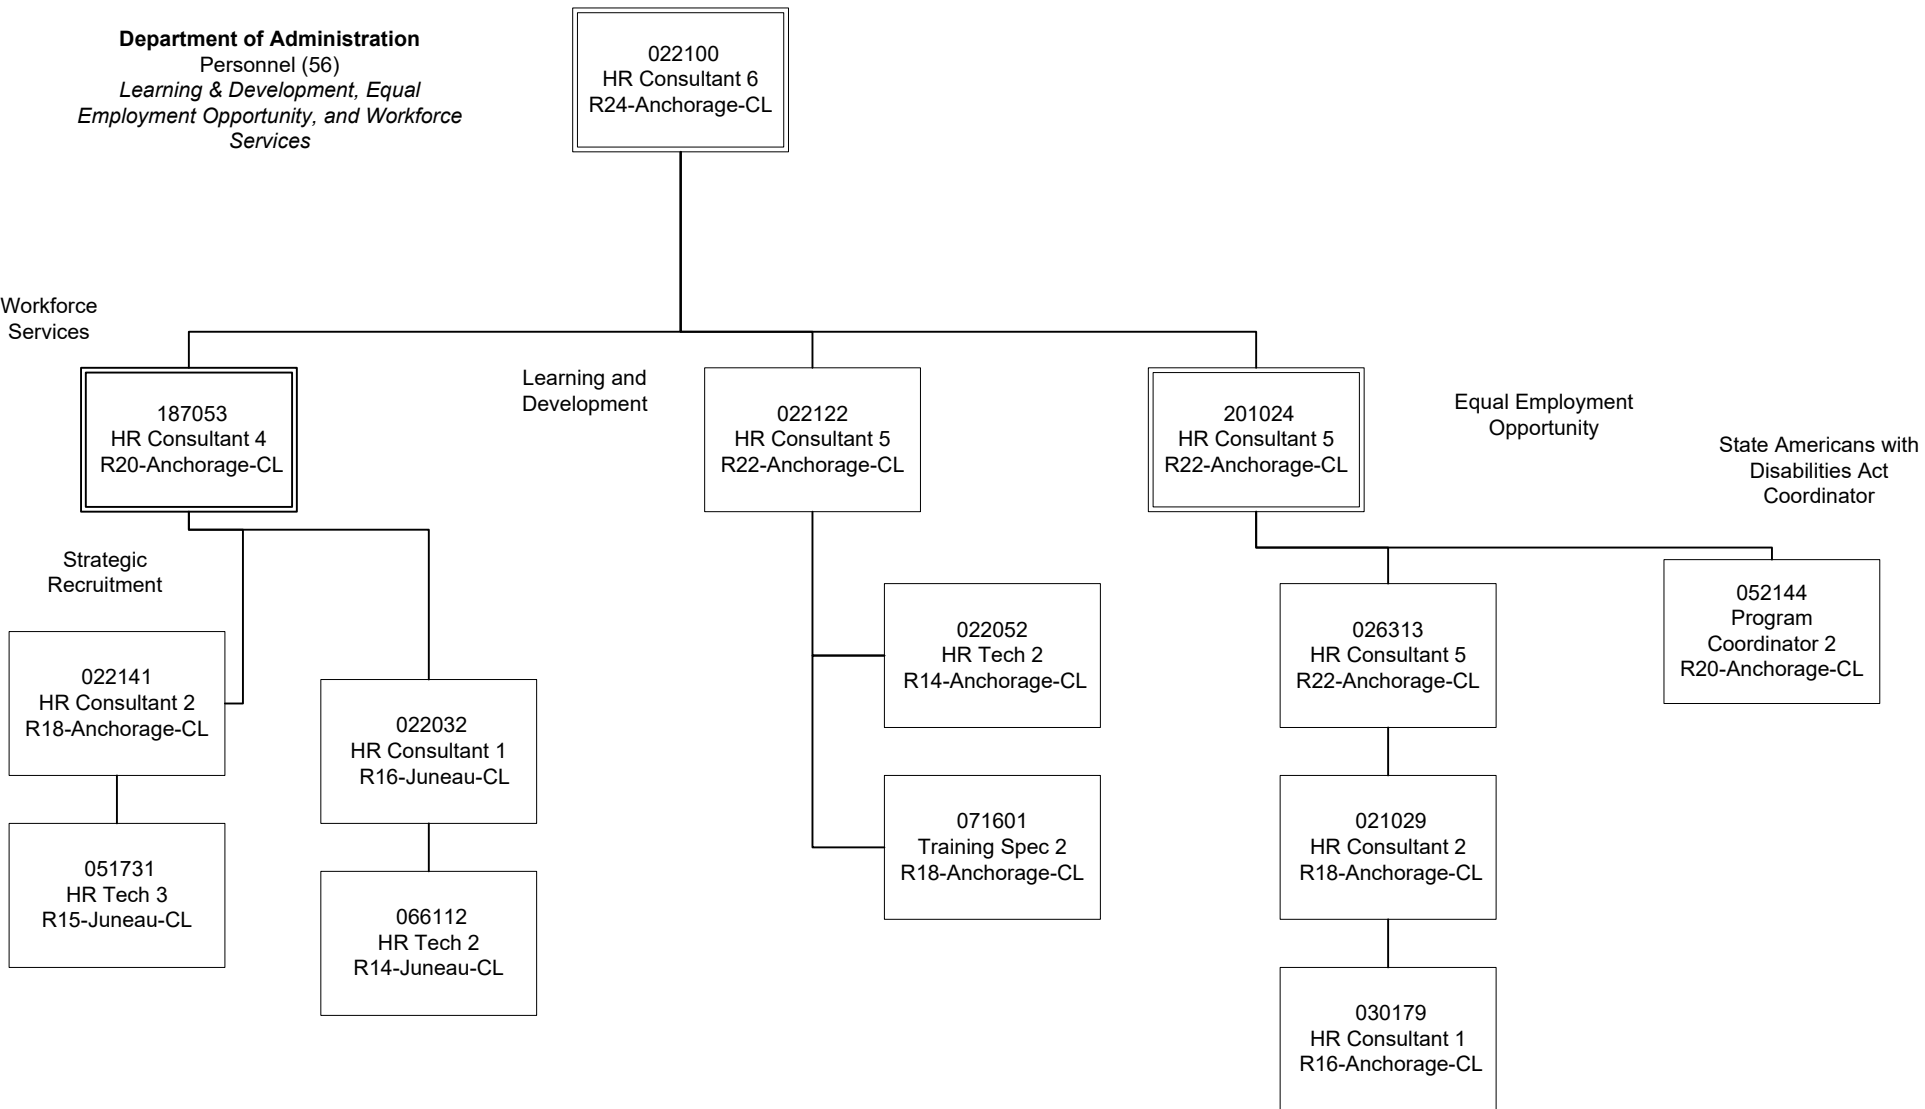 Department of Administration
Personnel (56)
Learning & Development, Equal
Employment Opportunity, and Workforce
Services
022100
HR Consultant 6
R24-Anchorage-CL
Workforce
Services
187053
HR Consultant 4
R20-Anchorage-CL
Learning and
Development
022122
HR Consultant 5
R22-Anchorage-CL
201024
HR Consultant 5
R22-Anchorage-CL
Equal Employment
Opportunity
State Americans with
Disabilities Act
Coordinator
Strategic
Recruitment
022141
HR Consultant 2
R18-Anchorage-CL
051731
HR Tech 3
R15-Juneau-CL
022032
HR Consultant 1
R16-Juneau-CL
066112
HR Tech 2
R14-Juneau-CL
022052
HR Tech 2
R14-Anchorage-CL
071601
Training Spec 2
R18-Anchorage-CL
026313
HR Consultant 5
R22-Anchorage-CL
021029
HR Consultant 2
R18-Anchorage-CL
030179
HR Consultant 1
R16-Anchorage-CL
052144
Program
Coordinator 2
R20-Anchorage-CL